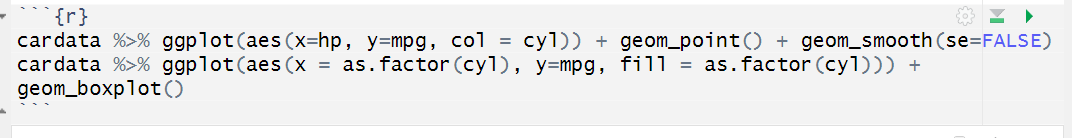 ```{r}
cardata %>% ggplot(aes(x=hp, y=mpg, col = cyl)) + geom_point() + geom_smooth(se=FALSE)
cardata %>% ggplot(aes(x = as.factor(cyl), y=mpg, fill = as.factor(cyl))) +
geom_boxplot()
```